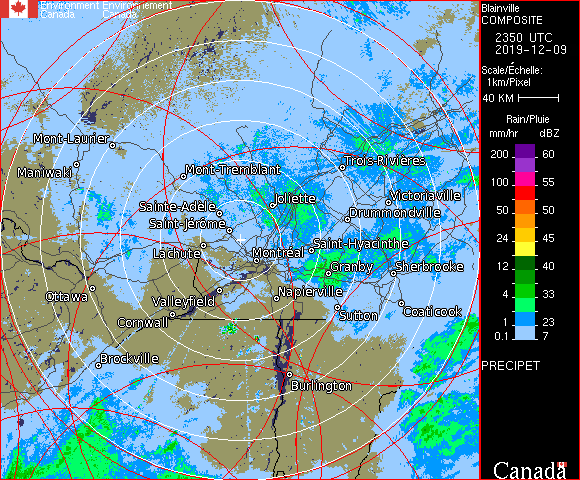 Environment Environnement
Canada Canada
Blainville
COMPOSITE
2350 UTC
2019-12-09
Scale/Échelle:
1km/Pixel
40 KM
Rain/Pluie
mm/hr dBZ
200 60
100 55
50 50
24 45
12 40
4 33
1 23
0.1 7
PRECIPET
Canada
Mont-Laurier
Maniwaki
Mont-Tremblant
Trois-Rivières
Victoriaville
Joliette
Sainte-Adèle
Drummondville
Saint-Jérôme
Saint-Hyacinthe
Lachute
Montréal
Granby
Sherbrooke
Ottawa
Valleyfield
Napierville
Cornwall
Sutton
Coaticook
Brockville
Burlington